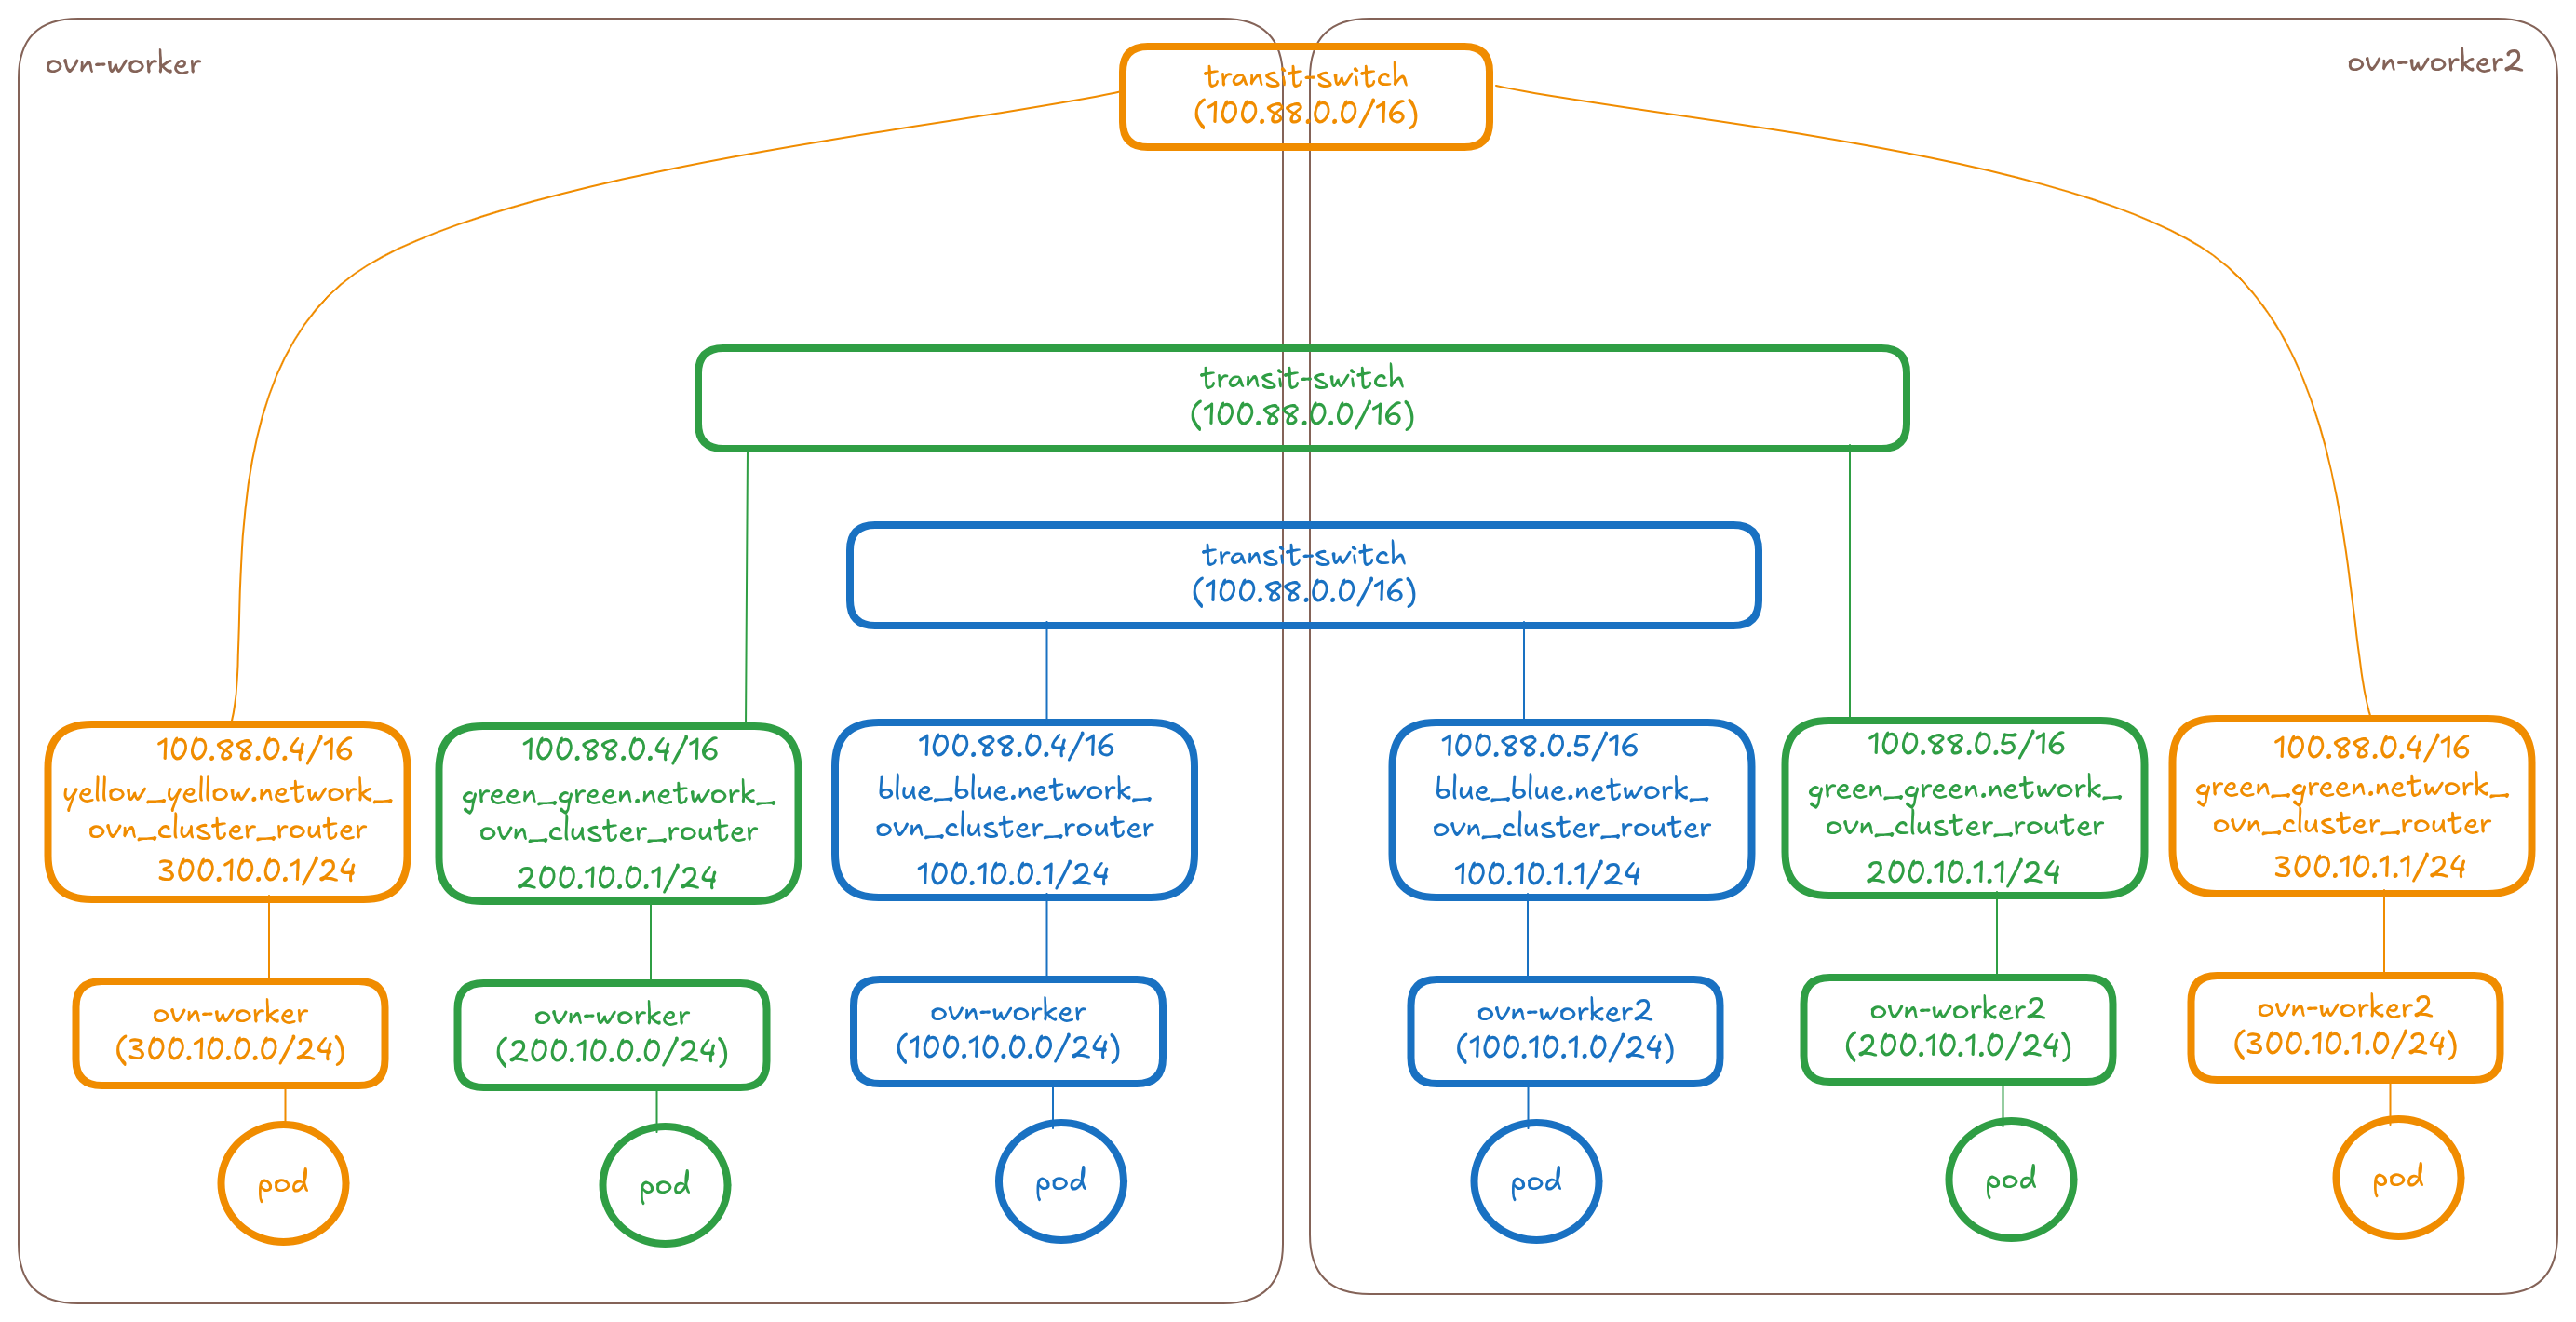 ovn-worker
ovn-worker2
transit-switch
(100.88.0.0/16)
transit-switch
(100.88.0.0/16)
transit-switch
(100.88.0.0/16)
100.88.0.4/16
yellow_yellow.network_
ovn_cluster_router
300.10.0.1/24
100.88.0.4/16
green_green.network_
ovn_cluster_router
200.10.0.1/24
100.88.0.4/16
blue_blue.network_
ovn_cluster_router
100.10.0.1/24
100.88.0.5/16
blue_blue.network_
ovn_cluster_router
100.10.1.1/24
100.88.0.5/16
green_green.network_
ovn_cluster_router
200.10.1.1/24
100.88.0.4/16
green_green.network_
ovn_cluster_router
300.10.1.1/24
ovn-worker
(300.10.0.0/24)
ovn-worker
(200.10.0.0/24)
ovn-worker
(100.10.0.0/24)
ovn-worker2
(100.10.1.0/24)
ovn-worker2
(200.10.1.0/24)
ovn-worker2
(300.10.1.0/24)
pod
pod
pod
pod
pod
pod